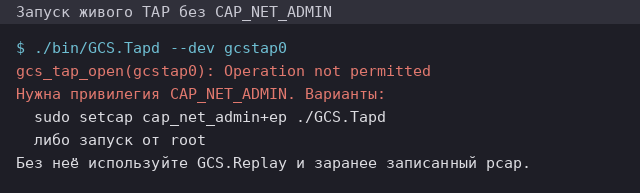 Запуск живого TAP без CAP_NET_ADMIN
$ ./bin/GCS.Tapd --dev gcstap0
gcs_tap_open(gcstap0): Operation not permitted
Нужна привилегия CAP_NET_ADMIN. Варианты:
sudo setcap cap_net_admin+ep ./GCS.Tapd
либо запуск от root
Без неё используйте GCS.Replay и заранее записанный pcap.